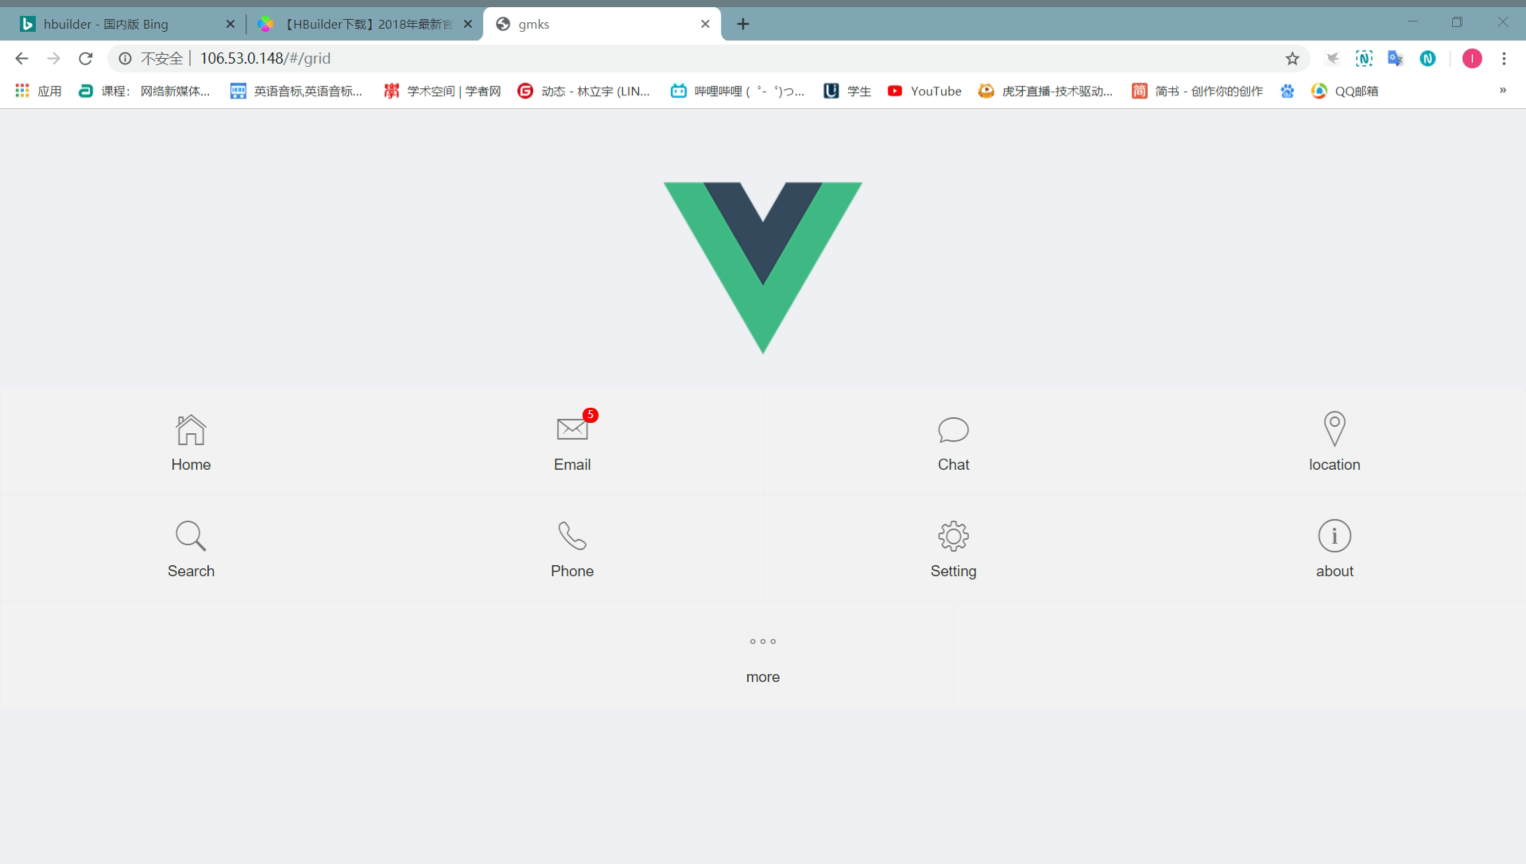 hbuilder - 国内版 Bing
【HBuilder下载】2018年最新官
gmks
不安全 | 106.53.0.148/#/grid
应用
课程: 网络新媒体...
英语音标,英语音标...
学术空间 | 学者网
动态 - 林立宇 (LIN...
哔哩哔哩 ( ゜- ゜)つ...
学生
YouTube
虎牙直播-技术驱动...
简书 - 创作你的创作
QQ邮箱
»
Home
5
Email
Chat
location
Search
Phone
Setting
about
more